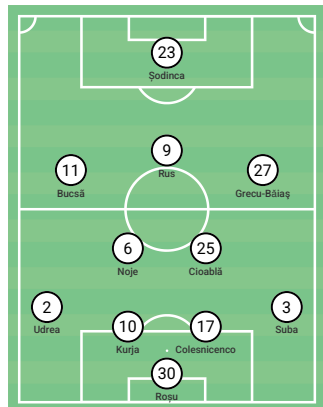 23
Șodinca
9
Rus
11
Bucsă
27
Grecu-Băiaș
6
Noje
25
Cioablă
2
Udrea
3
Suba
10
Kurja
17
Colesnicenco
30
Roșu